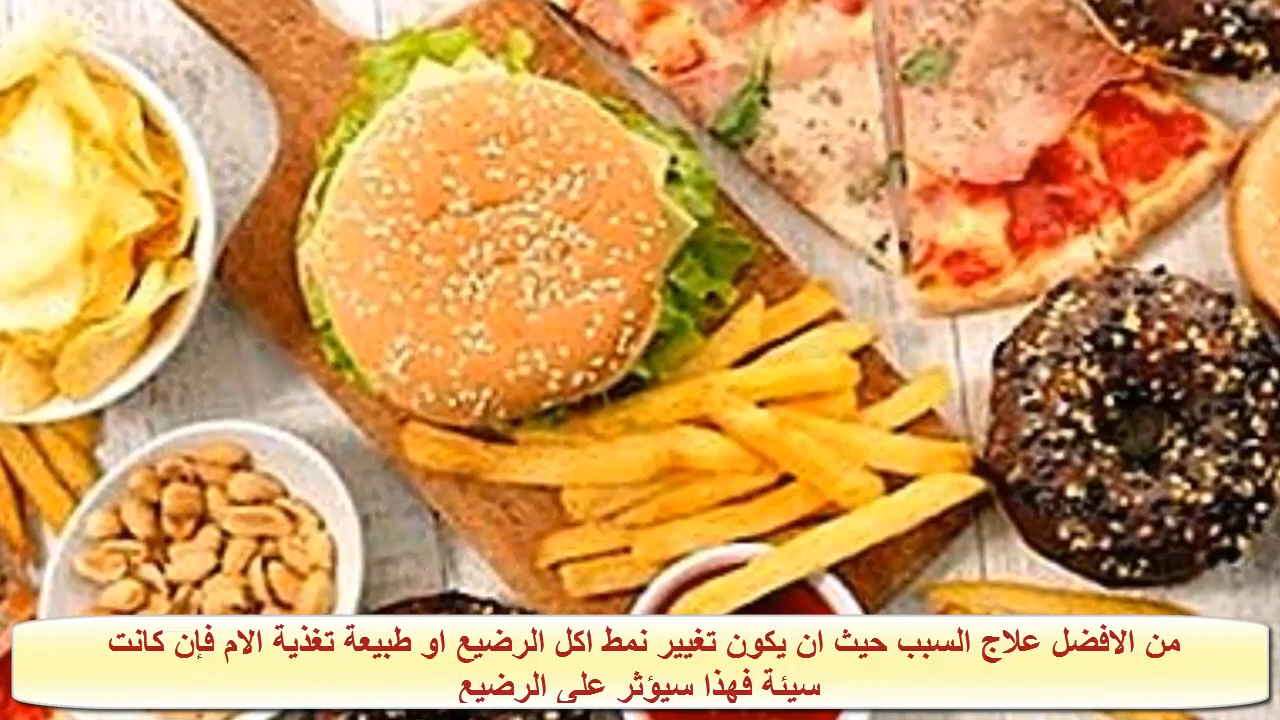 من الافضل علاج السبب حيث ان يكون تغيير نمط اكل الرضيع او طبيعة تغذية الام فإن كانت
سيئة فهذا سيؤثر على الرضيع